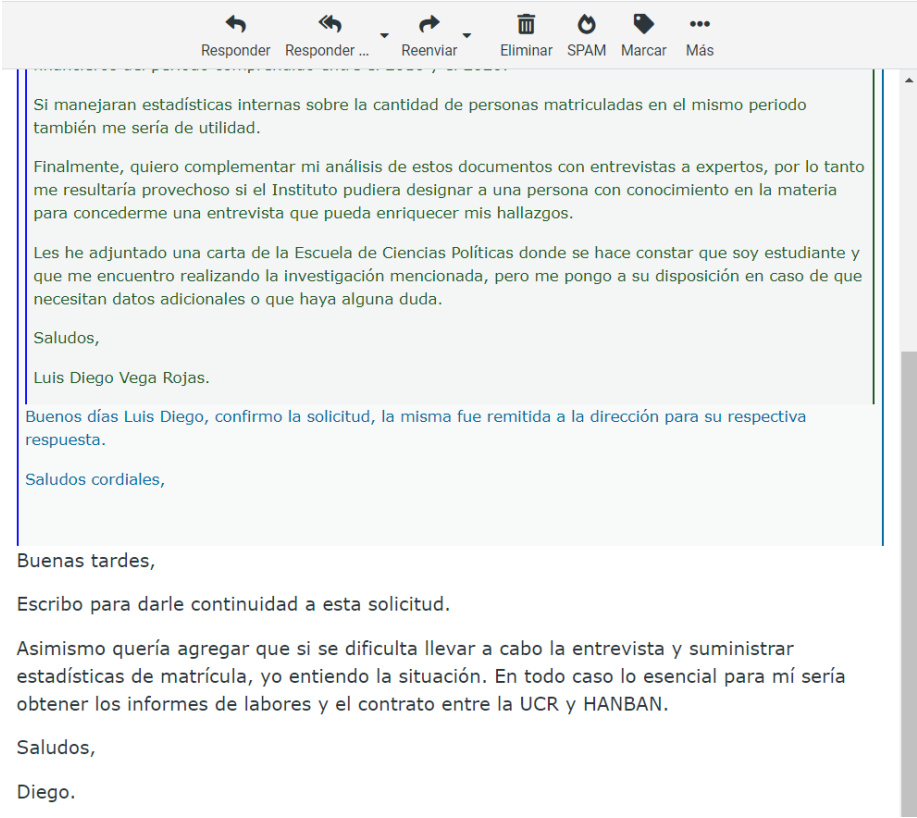 Responder Responder ... Reenviar Eliminar SPAM Marcar Más
Si manejaran estadísticas internas sobre la cantidad de personas matriculadas en el mismo periodo
también me sería de utilidad.
Finalmente, quiero complementar mi análisis de estos documentos con entrevistas a expertos, por lo tanto
me resultaría provechoso si el Instituto pudiera designar a una persona con conocimiento en la materia
para concederme una entrevista que pueda enriquecer mis hallazgos.
Les he adjuntado una carta de la Escuela de Ciencias Políticas donde se hace constar que soy estudiante y
que me encuentro realizando la investigación mencionada, pero me pongo a su disposición en caso de que
necesitan datos adicionales o que haya alguna duda.
Saludos,
Luis Diego Vega Rojas.
Buenos días Luis Diego, confirmo la solicitud, la misma fue remitida a la dirección para su respectiva
respuesta.
Saludos cordiales,
Buenas tardes,
Escribo para darle continuidad a esta solicitud.
Asimismo quería agregar que si se dificulta llevar a cabo la entrevista y suministrar
estadísticas de matrícula, yo entiendo la situación. En todo caso lo esencial para mí sería
obtener los informes de labores y el contrato entre la UCR y HANBAN.
Saludos,
Diego.